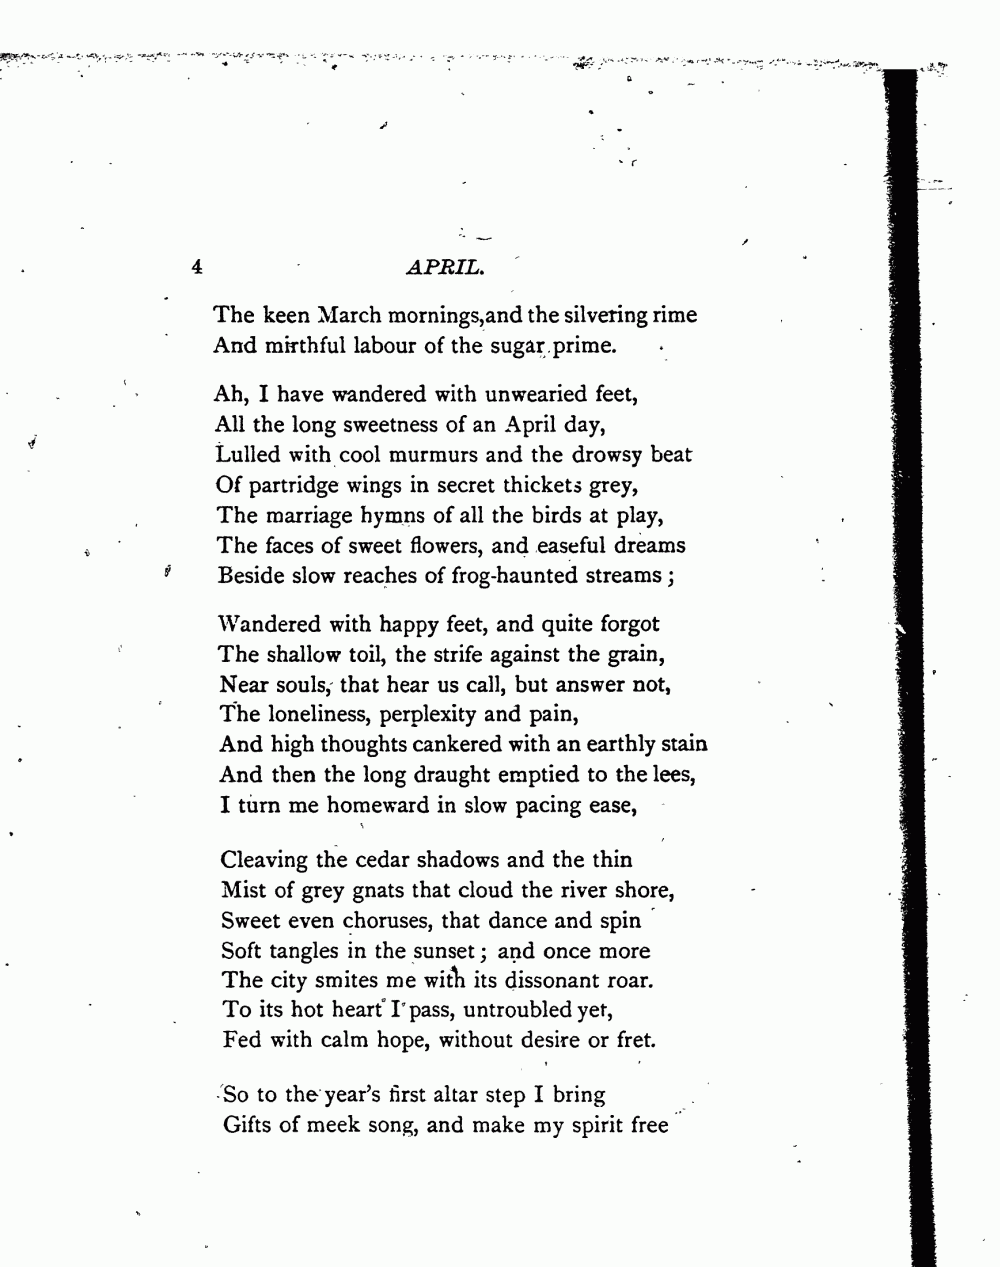 4 APRIL.
The keen March mornings, and the silvering rime
And mirthful labour of the sugar prime.
Ah, I have wandered with unwearied feet,
All the long sweetness of an April day,
Lulled with cool murmurs and the drowsy beat
Of partridge wings in secret thickets grey,
The marriage hymns of all the birds at play,
The faces of sweet flowers, and easeful dreams
Beside slow reaches of frog-haunted streams ;
Wandered with happy feet, and quite forgot
The shallow toil, the strife against the grain,
Near souls, that hear us call, but answer not,
The loneliness, perplexity and pain,
And high thoughts cankered with an earthly stain
And then the long draught emptied to the lees,
I turn me homeward in slow pacing ease,
Cleaving the cedar shadows and the thin
Mist of grey gnats that cloud the river shore,
Sweet even choruses, that dance and spin
Soft tangles in the sunset ; and once more
The city smites me with its dissonant roar.
To its hot heart I pass, untroubled yet,
Fed with calm hope, without desire or fret.
So to the year's first altar step I bring
Gifts of meek song, and make my spirit free